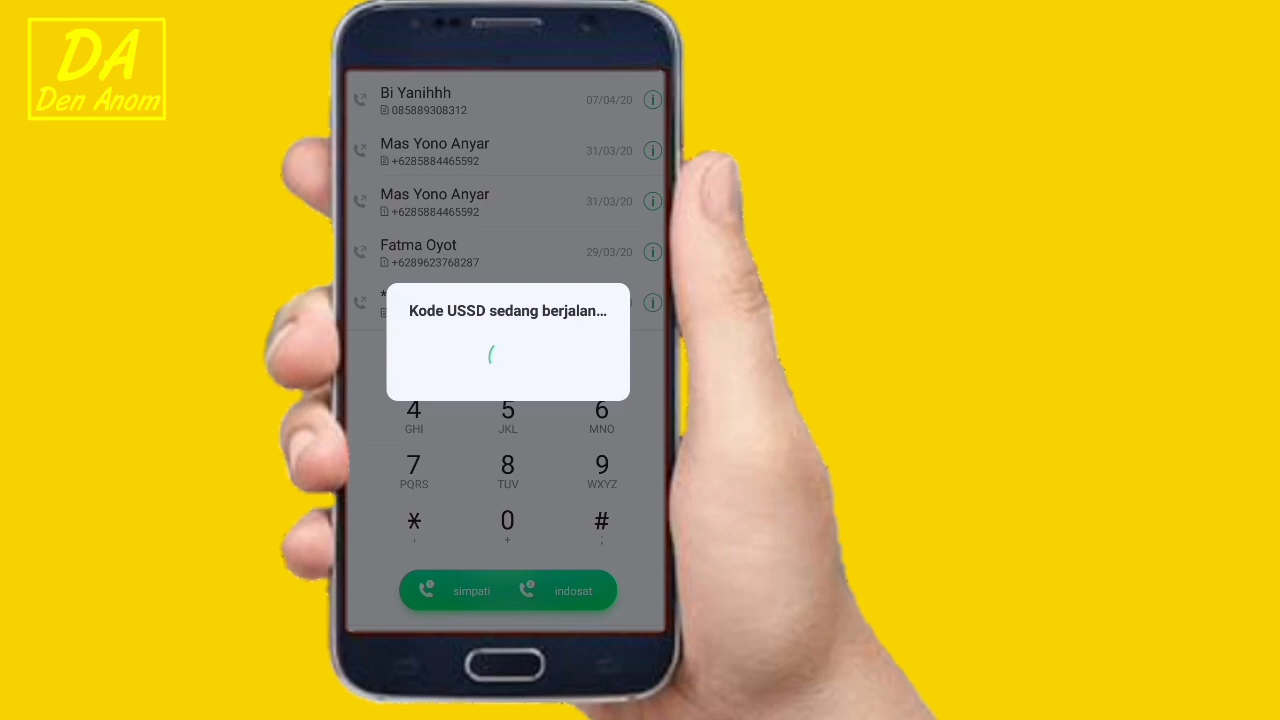 DA
Den Anom
Bi Yanihhh
085889308312
07/04/20
Mas Yono Anyar
+6285884465592
31/03/20
Mas Yono Anyar
+6285884465592
31/03/20
Fatma Oyot
+6289623768287
29/03/20
*
Kode USSD sedang berjalan...
4 5 6
GHI JKL MNO
7 8 9
PQRS TUV WXYZ
* 0 #
, + ;
1 simpati 2 indosat